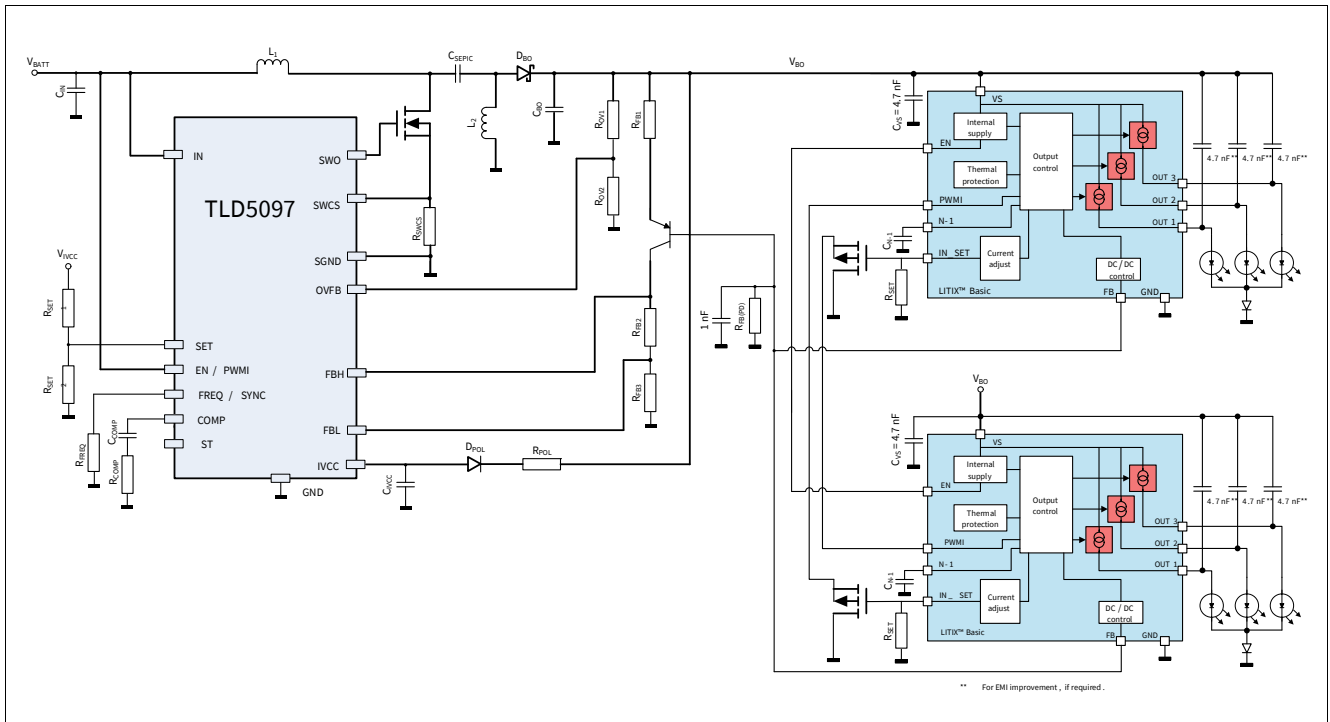 L1
CSEPIC
DBO
VBATT
VBO
CIN
CBO
L2
ROV1
RFB1
ROV2
TLD5097
IN
SWO
SWCS
RSWCS
SGND
OVFB
VIVCC
RSET 1
RSET 2
SET
EN / PWMI
FREQ / SYNC
COMP
ST
FBH
FBL
IVCC
GND
RFREQ
CCOMP
RCOMP
CIVCC
DPOL
RPOL
RFB2
RFB3
1 nF
RFB(PD)
CVS = 4.7 nF
VS
Internal supply
EN
Thermal protection
Output control
PWMI
N-1
CN-1
IN_SET
RSET
Current adjust
DC / DC control
LITIX™ Basic
FB
GND
OUT 3
OUT 2
OUT 1
4.7 nF**
4.7 nF**
4.7 nF**
VBO
CVS = 4.7 nF
VS
Internal supply
EN
Thermal protection
Output control
PWMI
N-1
CN-1
IN_ SET
RSET
Current adjust
DC / DC control
LITIX™ Basic
FB
GND
OUT 3
OUT 2
OUT 1
4.7 nF**
4.7 nF**
4.7 nF**
** For EMI improvement , if required .